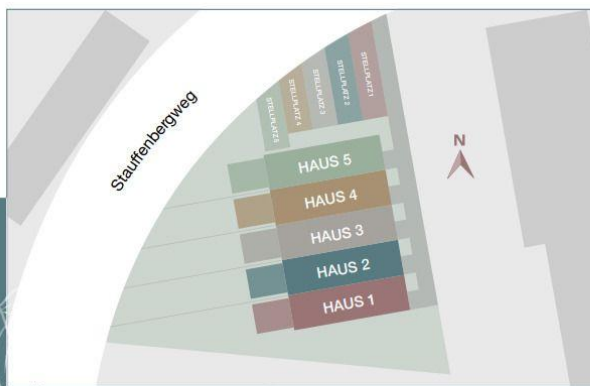 Stauffenbergweg
STELLPLATZ 5
STELLPLATZ 4
STELLPLATZ 3
STELLPLATZ 2
STELLPLATZ 1
N
HAUS 5
HAUS 4
HAUS 3
HAUS 2
HAUS 1